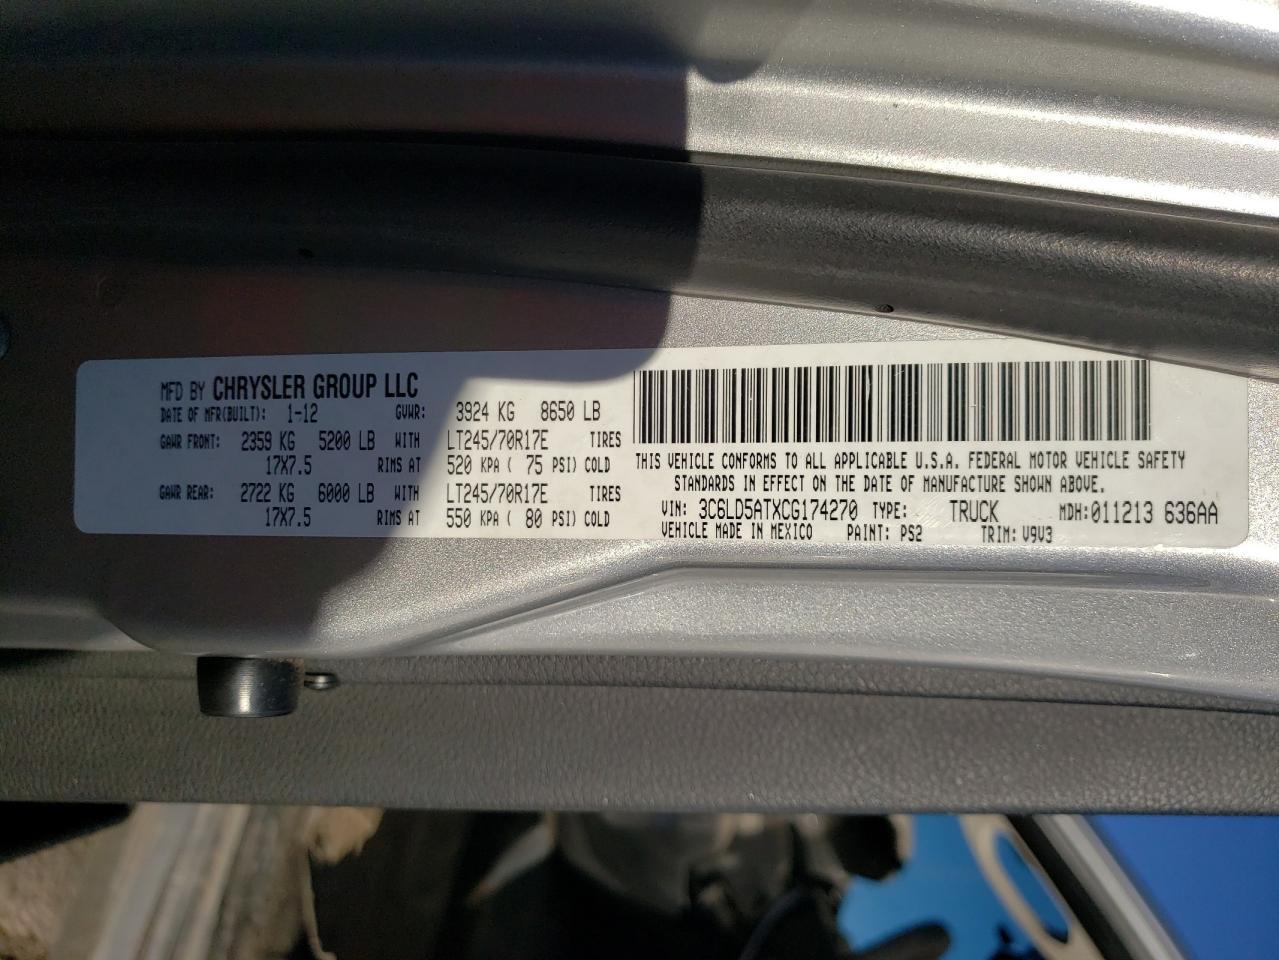 MFD BY CHRYSLER GROUP LLC
DATE OF MFR(BUILT): 1-12 GVWR: 3924 KG 8650 LB
GAWR FRONT: 2359 KG 5200 LB WITH LT245/70R17E TIRES
17X7.5 RIMS AT 520 KPA ( 75 PSI) COLD
GAWR REAR: 2722 KG 6000 LB WITH LT245/70R17E TIRES
17X7.5 RIMS AT 550 KPA ( 80 PSI) COLD
THIS VEHICLE CONFORMS TO ALL APPLICABLE U.S.A. FEDERAL MOTOR VEHICLE SAFETY
STANDARDS IN EFFECT ON THE DATE OF MANUFACTURE SHOWN ABOVE.
VIN: 3C6LD5ATXCG174270 TYPE: TRUCK MDH:011213 636AA
VEHICLE MADE IN MEXICO PAINT: PS2 TRIM: V9V3